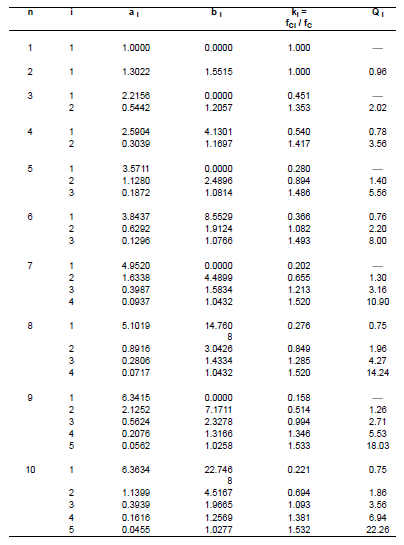 n i a I b I kI = fCI / fC Q I
1 1 1.0000 0.0000 1.000 —
2 1 1.3022 1.5515 1.000 0.96
3 1 2.2156 0.0000 0.451 —
2 0.5442 1.2057 1.353 2.02
4 1 2.5904 4.1301 0.540 0.78
2 0.3039 1.1697 1.417 3.56
5 1 3.5711 0.0000 0.280 —
2 1.1280 2.4896 0.894 1.40
3 0.1872 1.0814 1.486 5.56
6 1 3.8437 8.5529 0.366 0.76
2 0.6292 1.9124 1.082 2.20
3 0.1296 1.0766 1.493 8.00
7 1 4.9520 0.0000 0.202 —
2 1.6338 4.4899 0.655 1.30
3 0.3987 1.5834 1.213 3.16
4 0.0937 1.0432 1.520 10.90
8 1 5.1019 14.760 0.276 0.75
8
2 0.8916 3.0426 0.849 1.96
3 0.2806 1.4334 1.285 4.27
4 0.0717 1.0432 1.520 14.24
9 1 6.3415 0.0000 0.158 —
2 2.1252 7.1711 0.514 1.26
3 0.5624 2.3278 0.994 2.71
4 0.2076 1.3166 1.346 5.53
5 0.0562 1.0258 1.533 18.03
10 1 6.3634 22.746 0.221 0.75
8
2 1.1399 4.5167 0.694 1.86
3 0.3939 1.9665 1.093 3.56
4 0.1616 1.2569 1.381 6.94
5 0.0455 1.0277 1.532 22.26